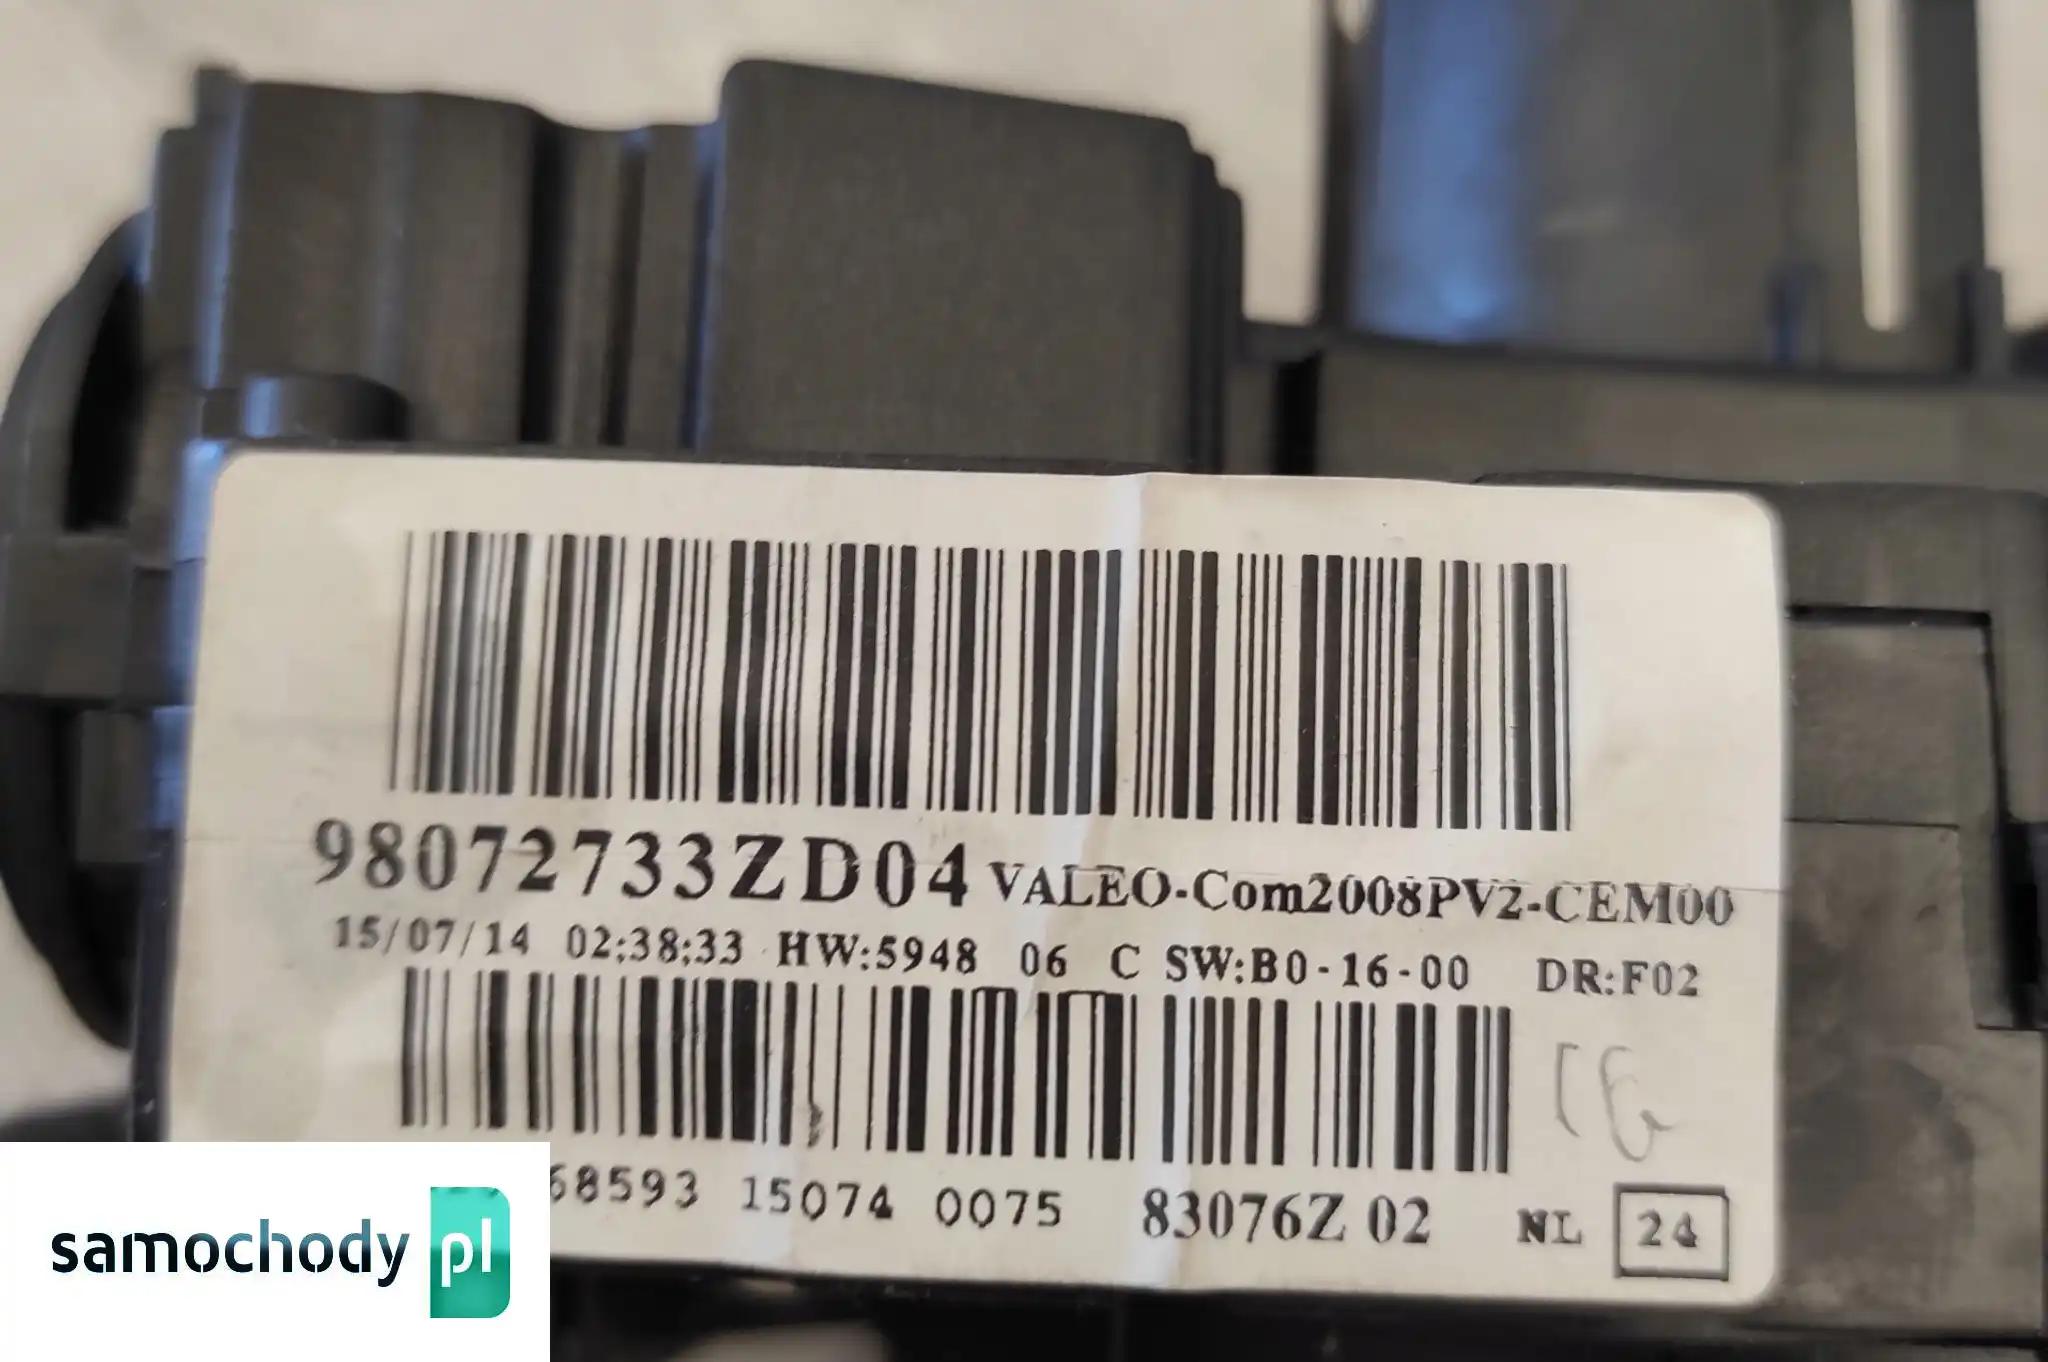 98072733ZD04 VALEO-Com2008PV2-CEM00
15/07/14 02:38:33 HW:5948 06 C SW:B0-16-00 DR:F02
68593 15074 0075 83076Z 02 NL 24
samochody pl